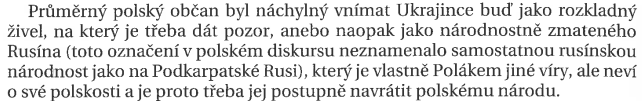 Průměrný polský občan byl náchylný vnímat Ukrajince buď jako rozkladný
živel, na který je třeba dát pozor, anebo naopak jako národnostně zmateného
Rusína (toto označení v polském diskursu neznamenalo samostatnou rusínskou
národnost jako na Podkarpatské Rusi), který je vlastně Polákem jiné víry, ale neví
o své polskosti a je proto třeba jej postupně navrátit polskému národu.